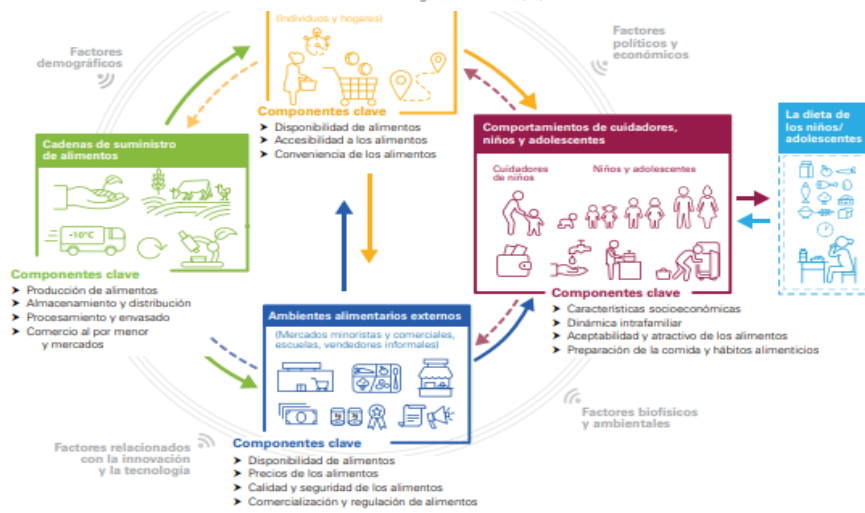 (Individuos y hogares)
Factores
demográficos
Factores
políticos y
económicos
Componentes clave
➤ Disponibilidad de alimentos
➤ Accesibilidad a los alimentos
➤ Conveniencia de los alimentos
Cadenas de suministro
de alimentos
-10°C
Componentes clave
➤ Producción de alimentos
➤ Almacenamiento y distribución
➤ Procesamiento y envasado
➤ Comercio al por menor
y mercados
Comportamientos de cuidadores,
niños y adolescentes
Cuidadores
de niños
Niños y adolescentes
Componentes clave
➤ Características socioeconómicas
➤ Dinámica intrafamiliar
➤ Aceptabilidad y atractivo de los alimentos
➤ Preparación de la comida y hábitos alimenticios
La dieta de
los niños/
adolescentes
Ambientes alimentarios externos
(Mercados minoristas y comerciales,
escuelas, vendedores informales)
Componentes clave
➤ Disponibilidad de alimentos
➤ Precios de los alimentos
➤ Calidad y seguridad de los alimentos
➤ Comercialización y regulación de alimentos
Factores relacionados
con la innovación
y la tecnología
Factores biofísicos
y ambientales